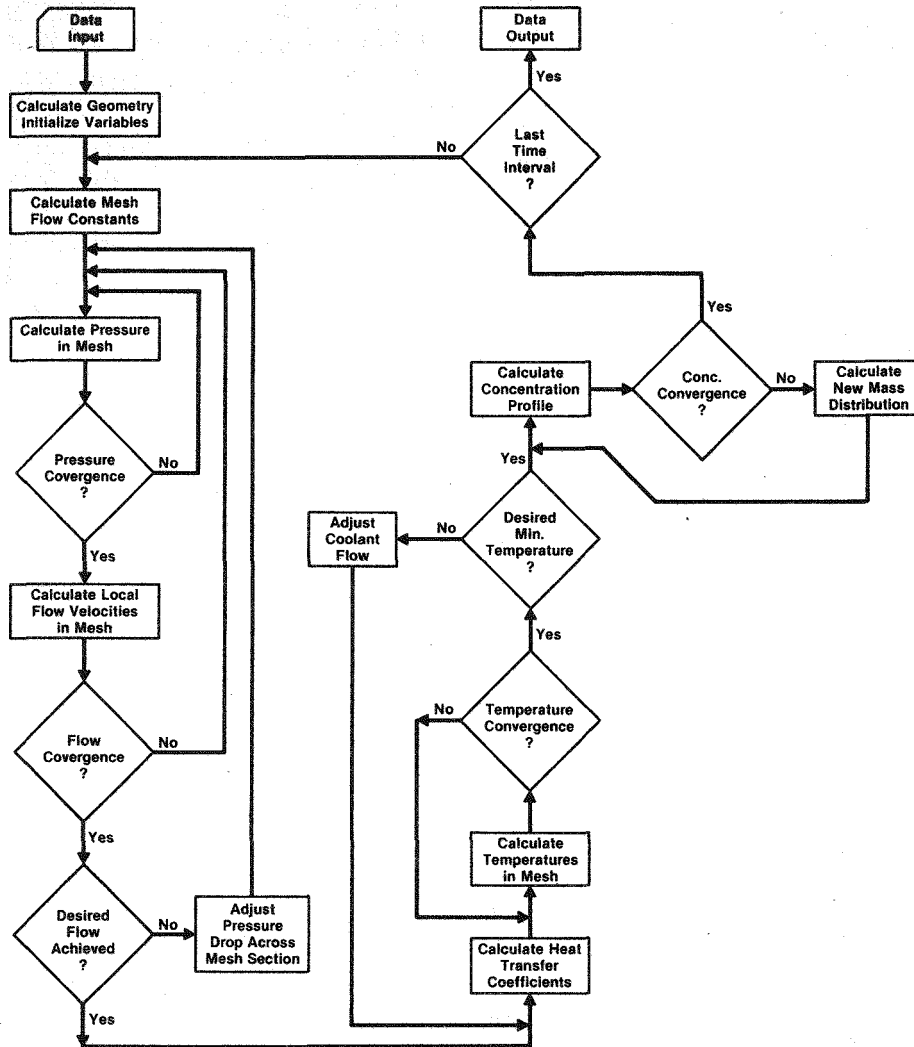 Data
Input
Calculate Geometry
Initialize Variables
Calculate Mesh
Flow Constants
Calculate Pressure
in Mesh
Pressure
Covergence
?
No
Yes
Calculate Local
Flow Velocities
in Mesh
Flow
Covergence
?
No
Yes
Desired
Flow
Achieved
?
No
Adjust
Pressure
Drop Across
Mesh Section
Yes
Calculate Heat
Transfer
Coefficients
Calculate
Temperatures
in Mesh
Temperature
Convergence
?
No
Yes
Desired
Min.
Temperature
?
No
Adjust
Coolant
Flow
Yes
Calculate
Concentration
Profile
Conc.
Convergence
?
No
Calculate
New Mass
Distribution
Yes
Last
Time
Interval
?
No
Yes
Data
Output